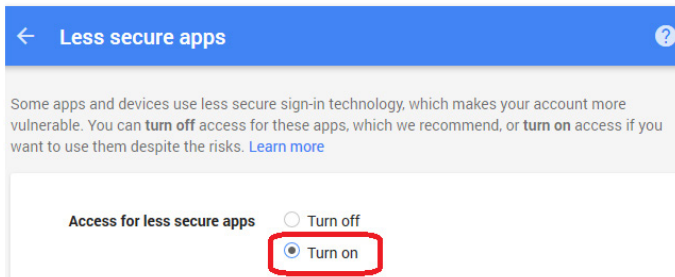 Less secure apps
Some apps and devices use less secure sign-in technology, which makes your account more
vulnerable. You can turn off access for these apps, which we recommend, or turn on access if you
want to use them despite the risks. Learn more
Access for less secure apps
Turn off
Turn on